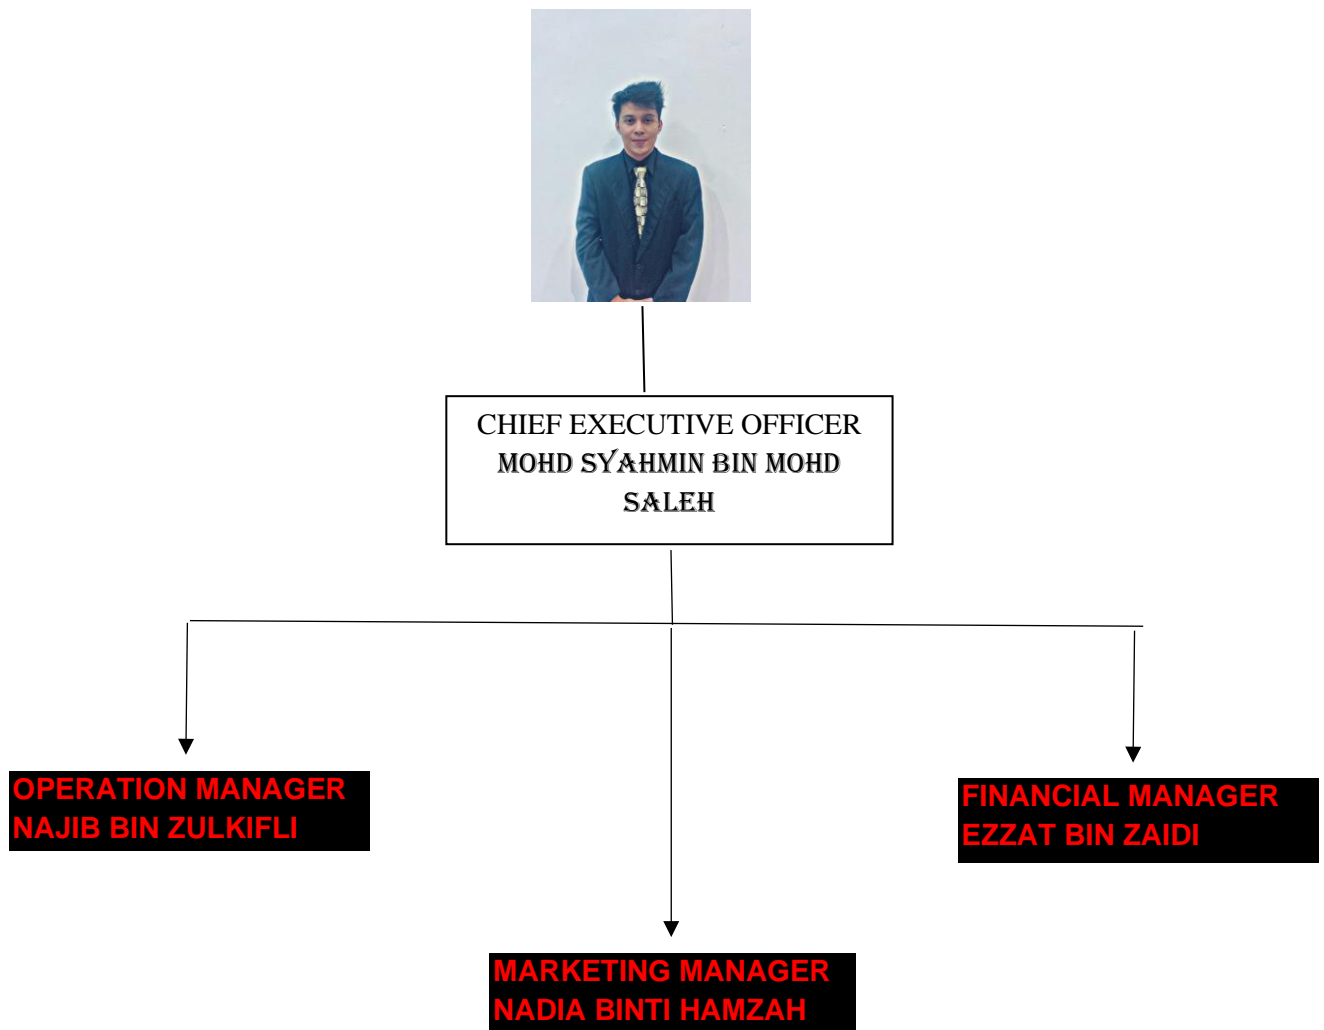 CHIEF EXECUTIVE OFFICER
MOHD SYAHMIN BIN MOHD
SALEH
OPERATION MANAGER
NAJIB BIN ZULKIFLI
FINANCIAL MANAGER
EZZAT BIN ZAIDI
MARKETING MANAGER
NADIA BINTI HAMZAH